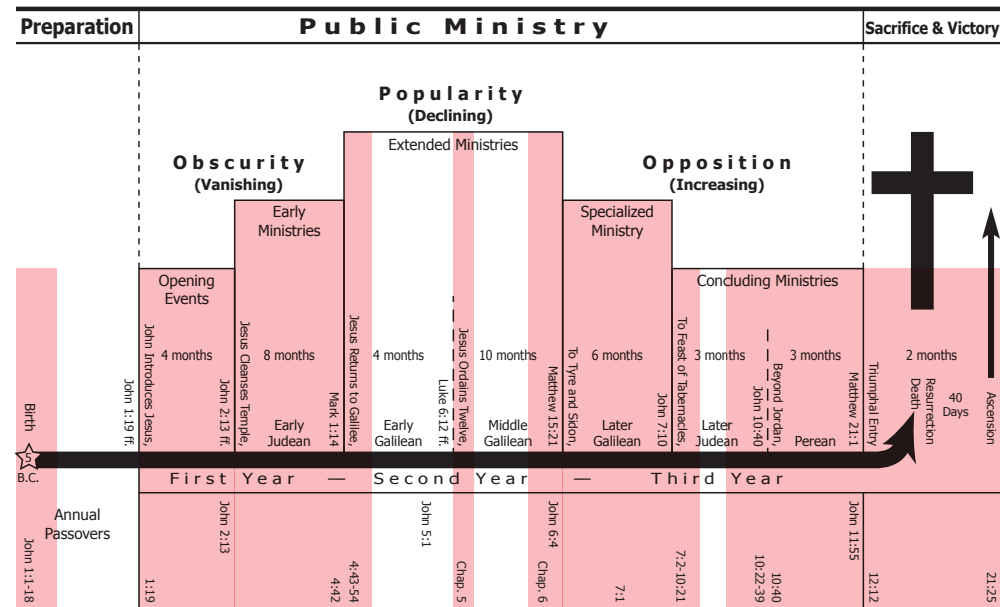 Preparation
Public Ministry
Sacrifice & Victory
Popularity
(Declining)
Extended Ministries
Obscurity
(Vanishing)
Opposition
(Increasing)
Early
Ministries
Specialized
Ministry
Opening
Events
Concluding Ministries
4 months
8 months
4 months
10 months
6 months
3 months
3 months
2 months
Birth
John 1:19 ff.
John Introduces Jesus,
John 2:13 ff.
Jesus Cleanses Temple,
Mark 1:14
Jesus Returns to Galilee,
Luke 6:12 ff.
Jesus Ordains Twelve,
Matthew 15:21
To Tyre and Sidon,
John 7:10
To Feast of Tabernacles,
John 10:40
Beyond Jordan,
Matthew 21:1
Triumphal Entry
Death
Resurrection
40
Days
Ascension
Early
Judean
Early
Galilean
Middle
Galilean
Later
Galilean
Later
Judean
Perean
5
B.C.
First Year — Second Year — Third Year
Annual
Passovers
John 2:13
John 5:1
John 6:4
John 11:55
John 1:1-18
1:19
4:42
4:43-54
Chap. 5
Chap. 6
7:1
7:2-10:21
10:22-39
10:40
12:12
21:25